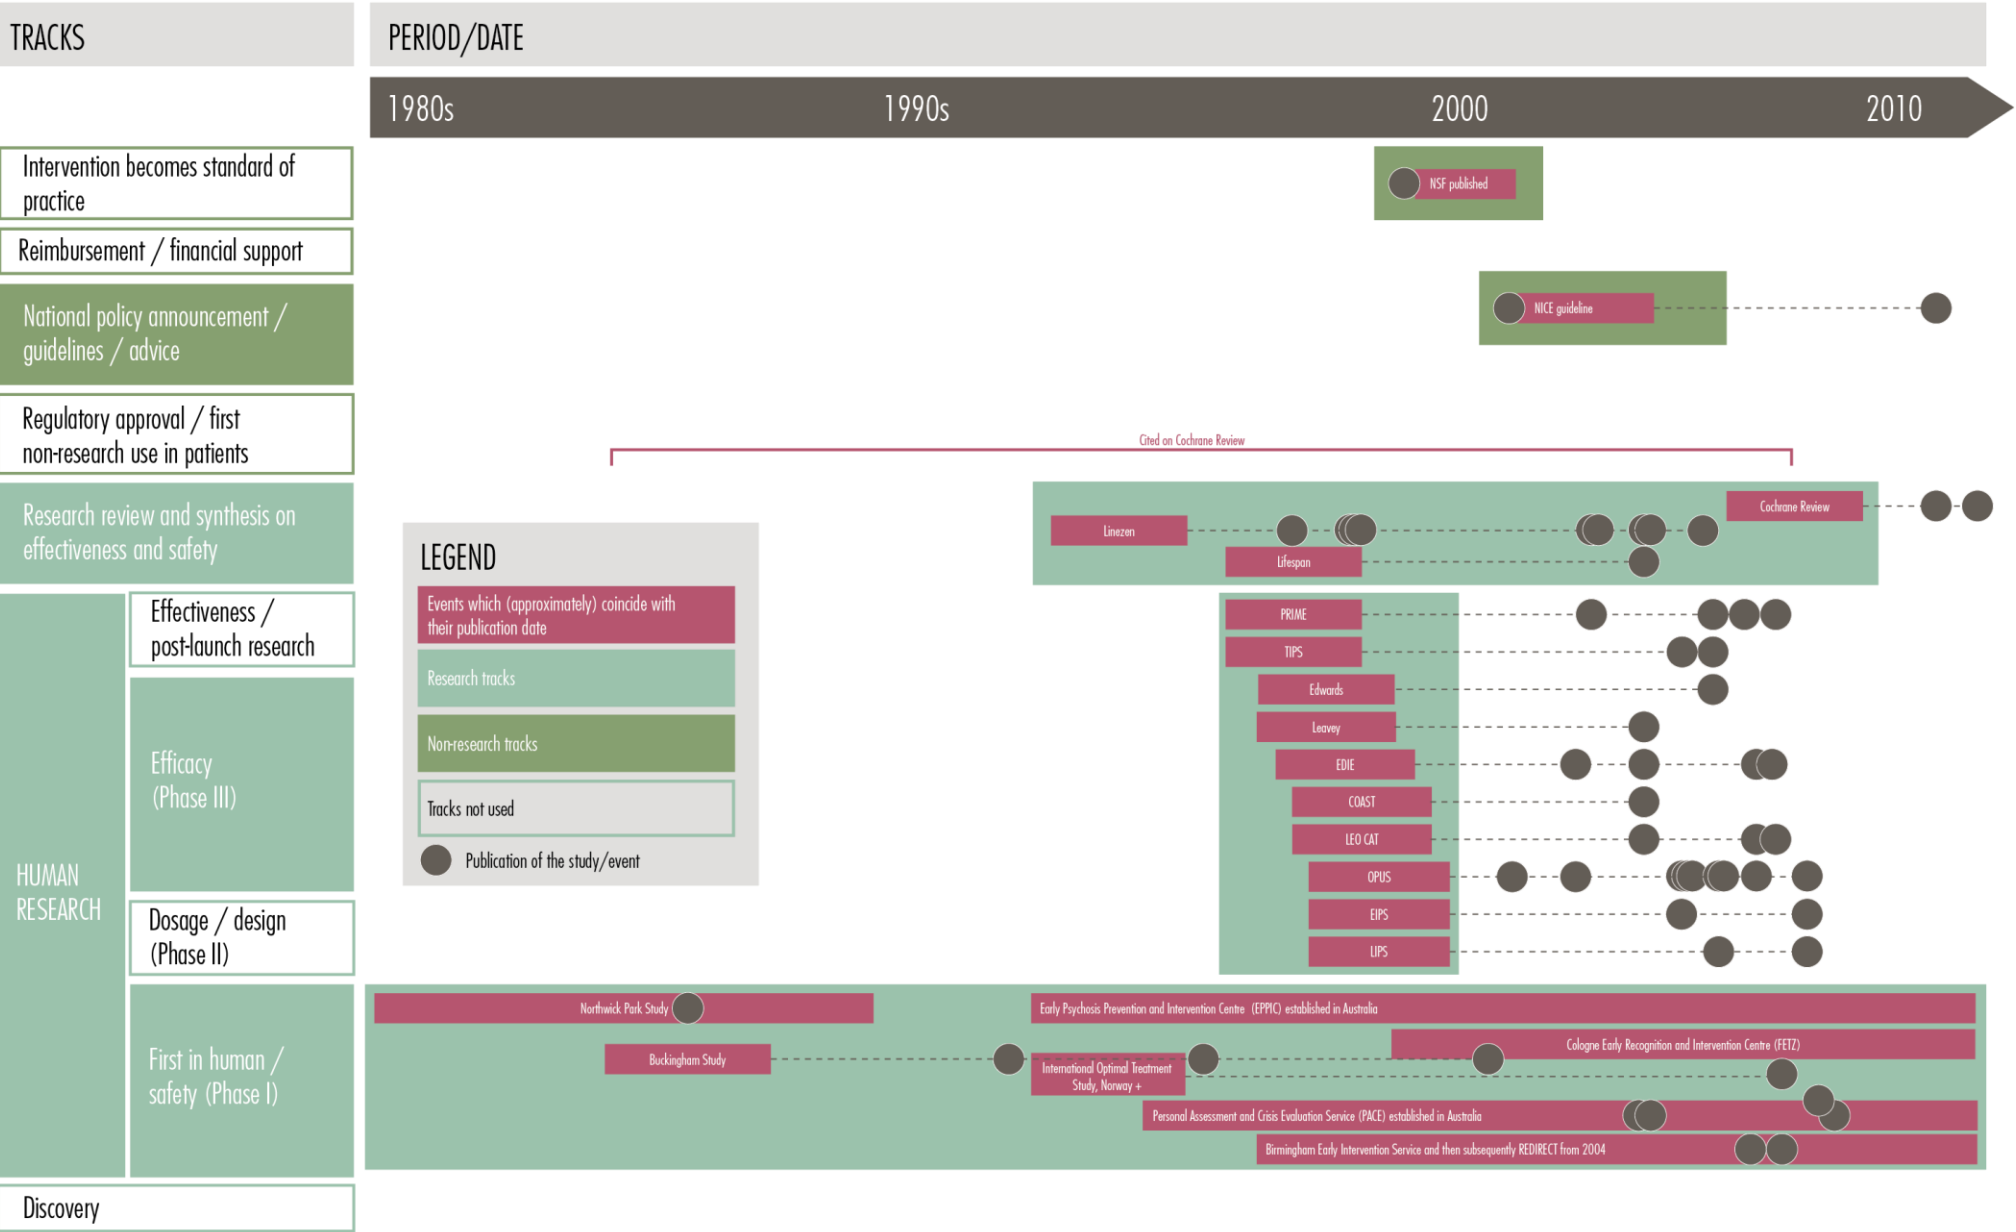 TRACKS
PERIOD/DATE
1980s
1990s
2000
2010
Intervention becomes standard of
practice
NSF published
Reimbursement / financial support
National policy announcement /
guidelines / advice
NICE guideline
Regulatory approval / first
non-research use in patients
Cited on Cochrane Review
Research review and synthesis on
effectiveness and safety
Cochrane Review
Linezen
Lifespan
LEGEND
Events which (approximately) coincide with
their publication date
Research tracks
Non-research tracks
Tracks not used
Publication of the study/event
HUMAN
RESEARCH
Effectiveness /
post-launch research
Efficacy
(Phase III)
Dosage / design
(Phase II)
First in human /
safety (Phase I)
PRIME
TIPS
Edwards
Leavey
EDIE
COAST
LEO CAT
OPUS
EIPS
LIPS
Northwick Park Study
Early Psychosis Prevention and Intervention Centre (EPPIC) established in Australia
Cologne Early Recognition and Intervention Centre (FETZ)
Buckingham Study
International Optimal Treatment
Study, Norway +
Personal Assessment and Crisis Evaluation Service (PACE) established in Australia
Birmingham Early Intervention Service and then subsequently REDIRECT from 2004
Discovery